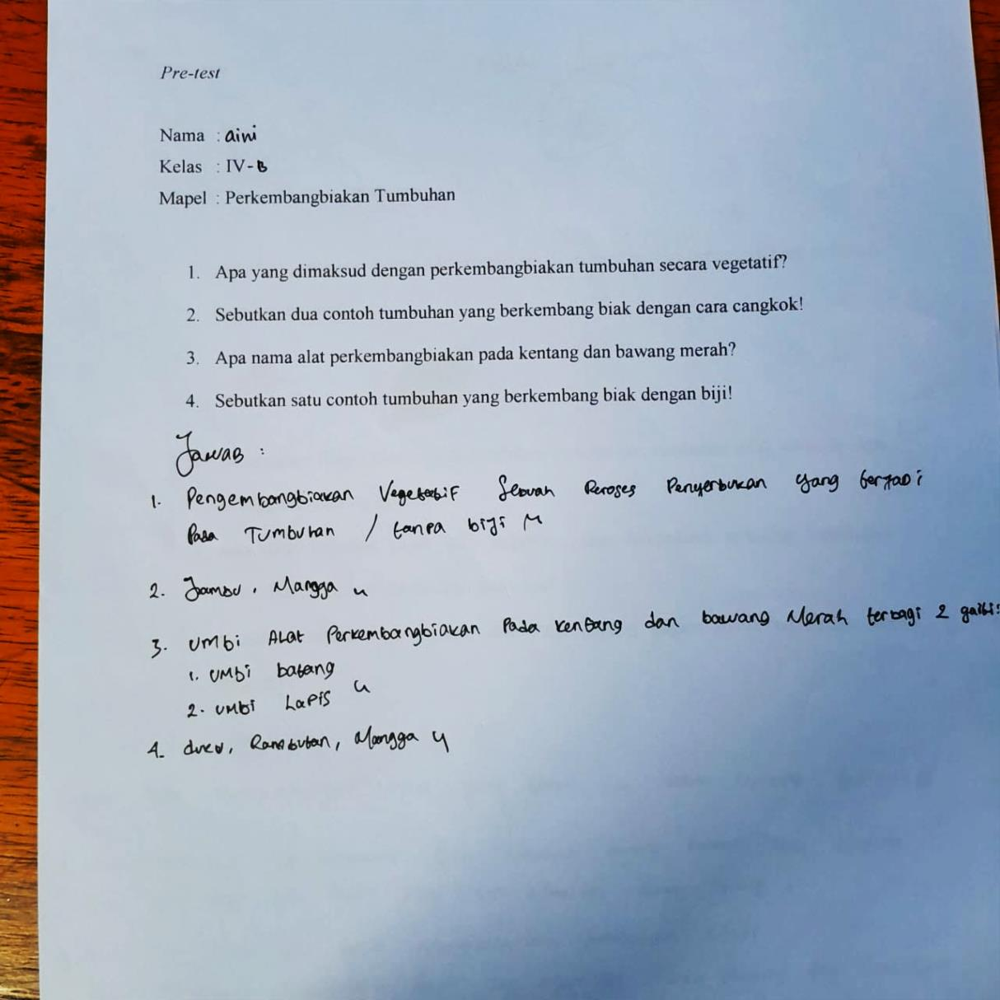 Pre-test
Nama : aini
Kelas : IV-B
Mapel : Perkembangbiakan Tumbuhan
1. Apa yang dimaksud dengan perkembangbiakan tumbuhan secara vegetatif?
2. Sebutkan dua contoh tumbuhan yang berkembang biak dengan cara cangkok!
3. Apa nama alat perkembangbiakan pada kentang dan bawang merah?
4. Sebutkan satu contoh tumbuhan yang berkembang biak dengan biji!
Jawab :
1. Pengembangbiakan Vegetatif Sebuah Peroses Penyerbukan yang terjadi
Pada Tumbuhan / tanpa biji
2. Jambu, Mangga
3. Umbi Alat Perkembangbiakan Pada kentang dan bawang Merah terbagi 2
1. Umbi batang
2. Umbi Lapis
4. Rambutan, Mangga